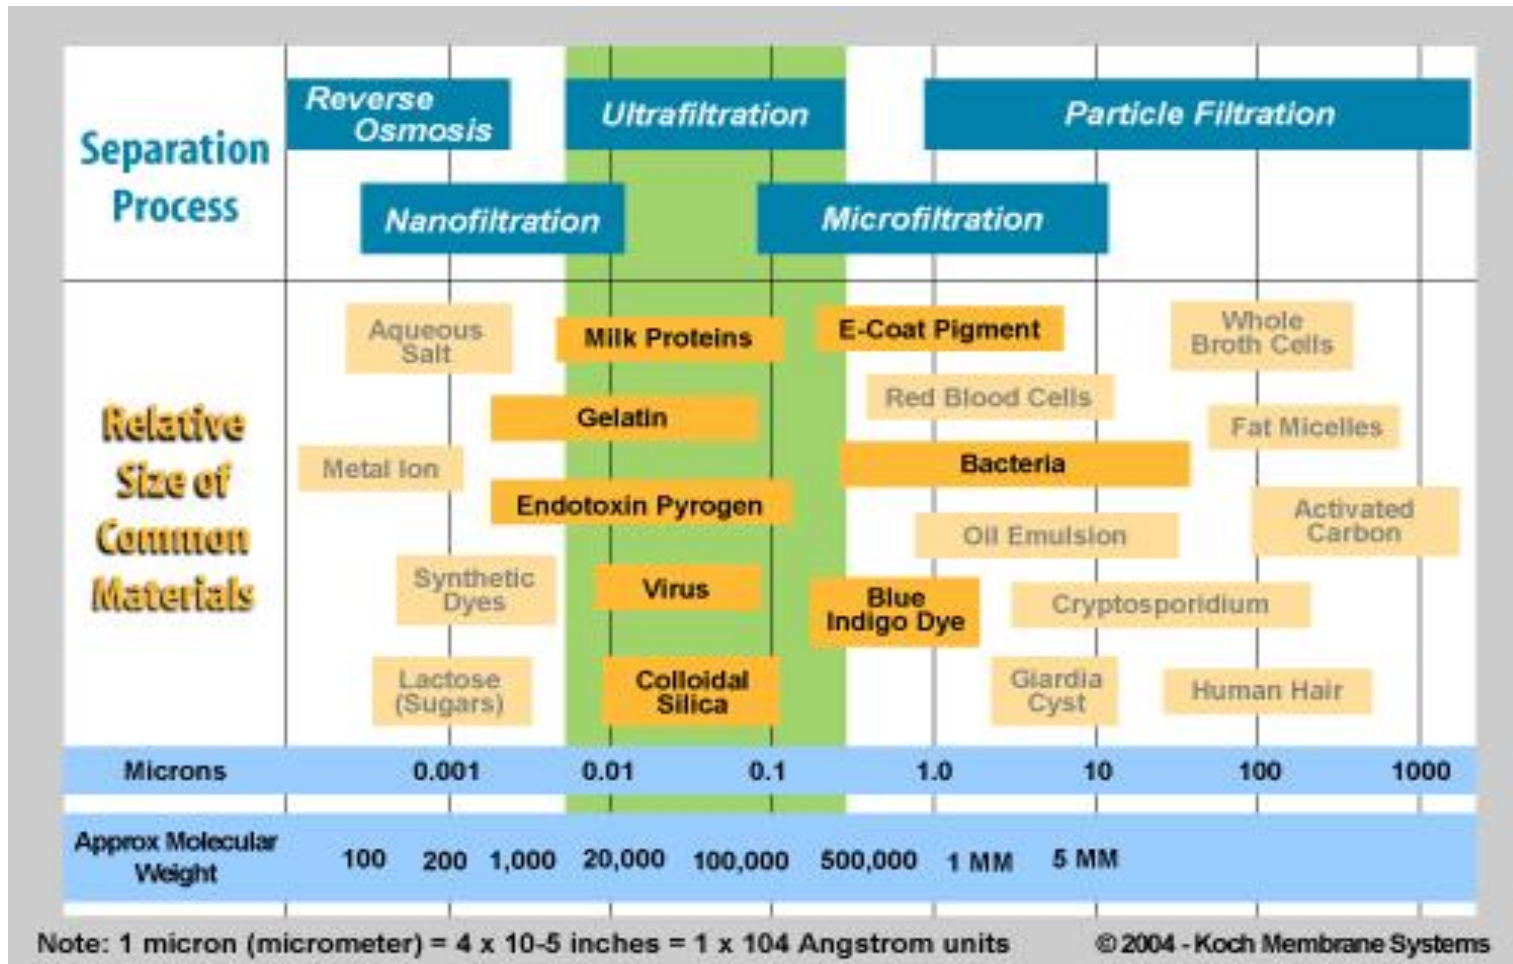 Separation
Process
Reverse
Osmosis
Ultrafiltration
Particle Filtration
Nanofiltration
Microfiltration
Relative
Size of
Common
Materials
Aqueous
Salt
Milk Proteins
E-Coat Pigment
Whole
Broth Cells
Red Blood Cells
Gelatin
Fat Micelles
Metal Ion
Bacteria
Endotoxin Pyrogen
Activated
Carbon
Oil Emulsion
Synthetic
Dyes
Virus
Blue
Indigo Dye
Cryptosporidium
Lactose
(Sugars)
Colloidal
Silica
Giardia
Cyst
Human Hair
Microns 0.001 0.01 0.1 1.0 10 100 1000
Approx Molecular
Weight
100 200 1,000 20,000 100,000 500,000 1 MM 5 MM
Note: 1 micron (micrometer) = 4 x 10-5 inches = 1 x 104 Angstrom units
© 2004 - Koch Membrane Systems